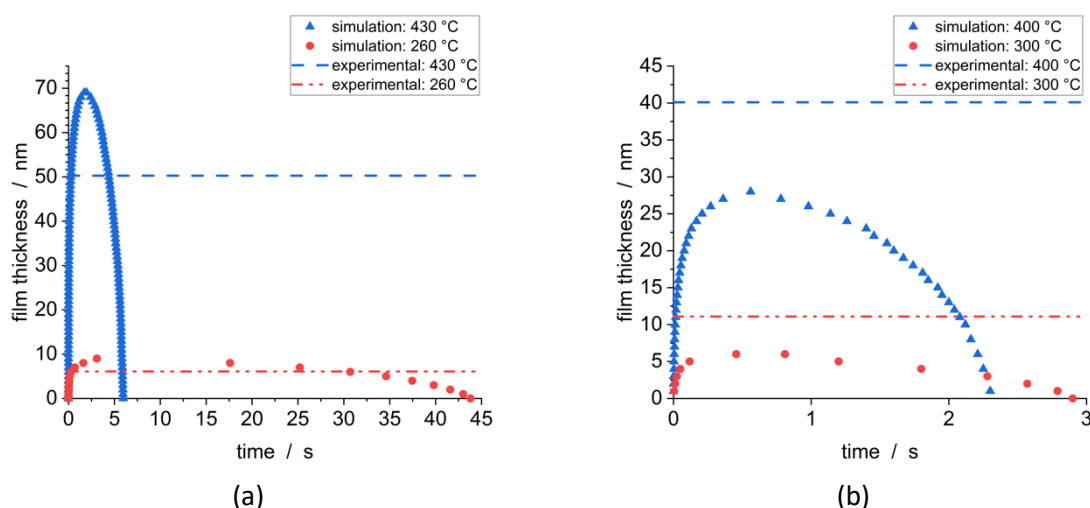 simulation: 430 °C
simulation: 260 °C
experimental: 430 °C
experimental: 260 °C
70
60
50
40
30
20
10
0
film thickness / nm
0 5 10 15 20 25 30 35 40 45
time / s
(a)
simulation: 400 °C
simulation: 300 °C
experimental: 400 °C
experimental: 300 °C
45
40
35
30
25
20
15
10
5
0
film thickness / nm
0 1 2 3
time / s
(b)